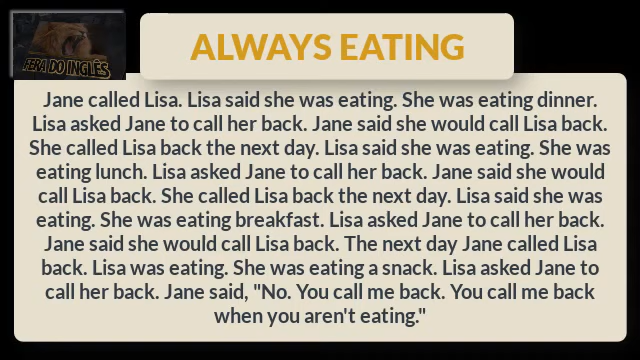 FERA DO INGLÊS
ALWAYS EATING
Jane called Lisa. Lisa said she was eating. She was eating dinner.
Lisa asked Jane to call her back. Jane said she would call Lisa back.
She called Lisa back the next day. Lisa said she was eating. She was
eating lunch. Lisa asked Jane to call her back. Jane said she would
call Lisa back. She called Lisa back the next day. Lisa said she was
eating. She was eating breakfast. Lisa asked Jane to call her back.
Jane said she would call Lisa back. The next day Jane called Lisa
back. Lisa was eating. She was eating a snack. Lisa asked Jane to
call her back. Jane said, "No. You call me back. You call me back
when you aren't eating."